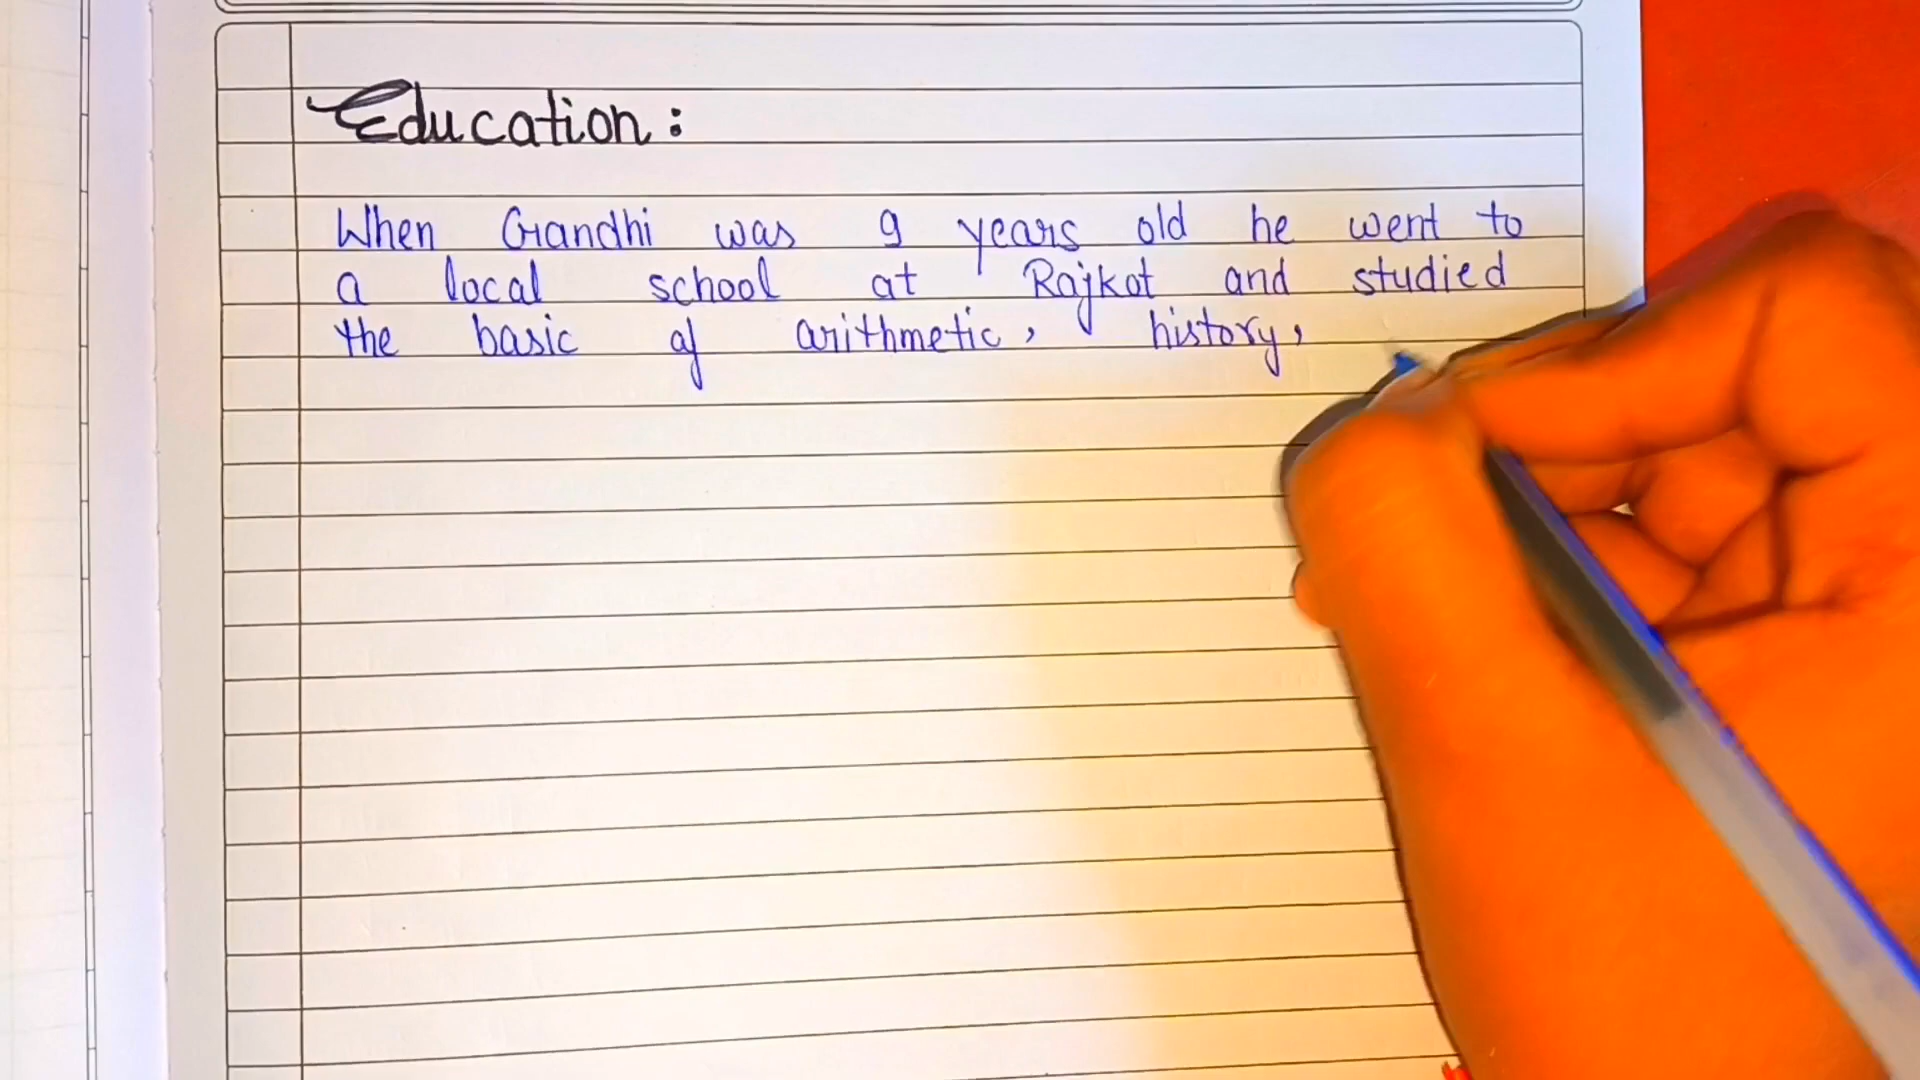 Education:
When Gandhi was 9 years old he went to
a local school at Rajkot and studied
the basic of arithmetic, history,